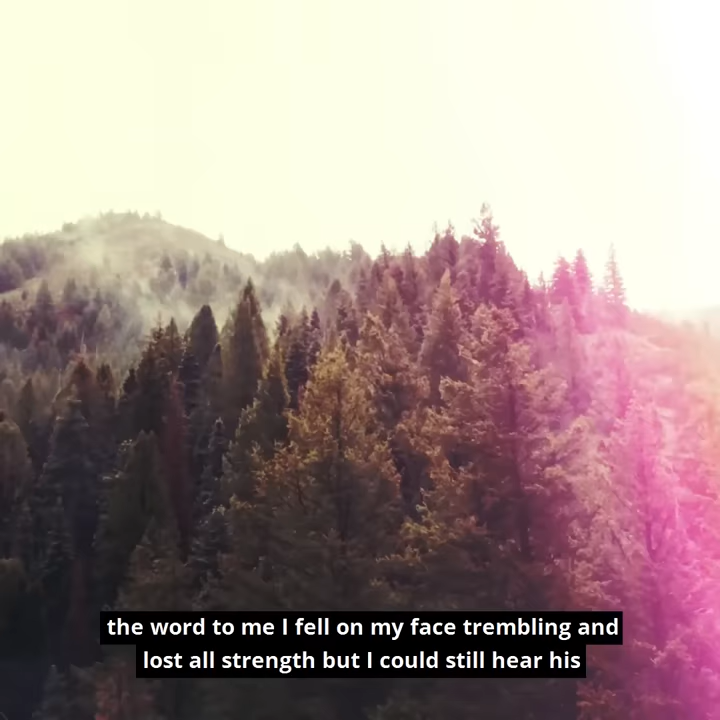 the word to me I fell on my face trembling and
lost all strength but I could still hear his